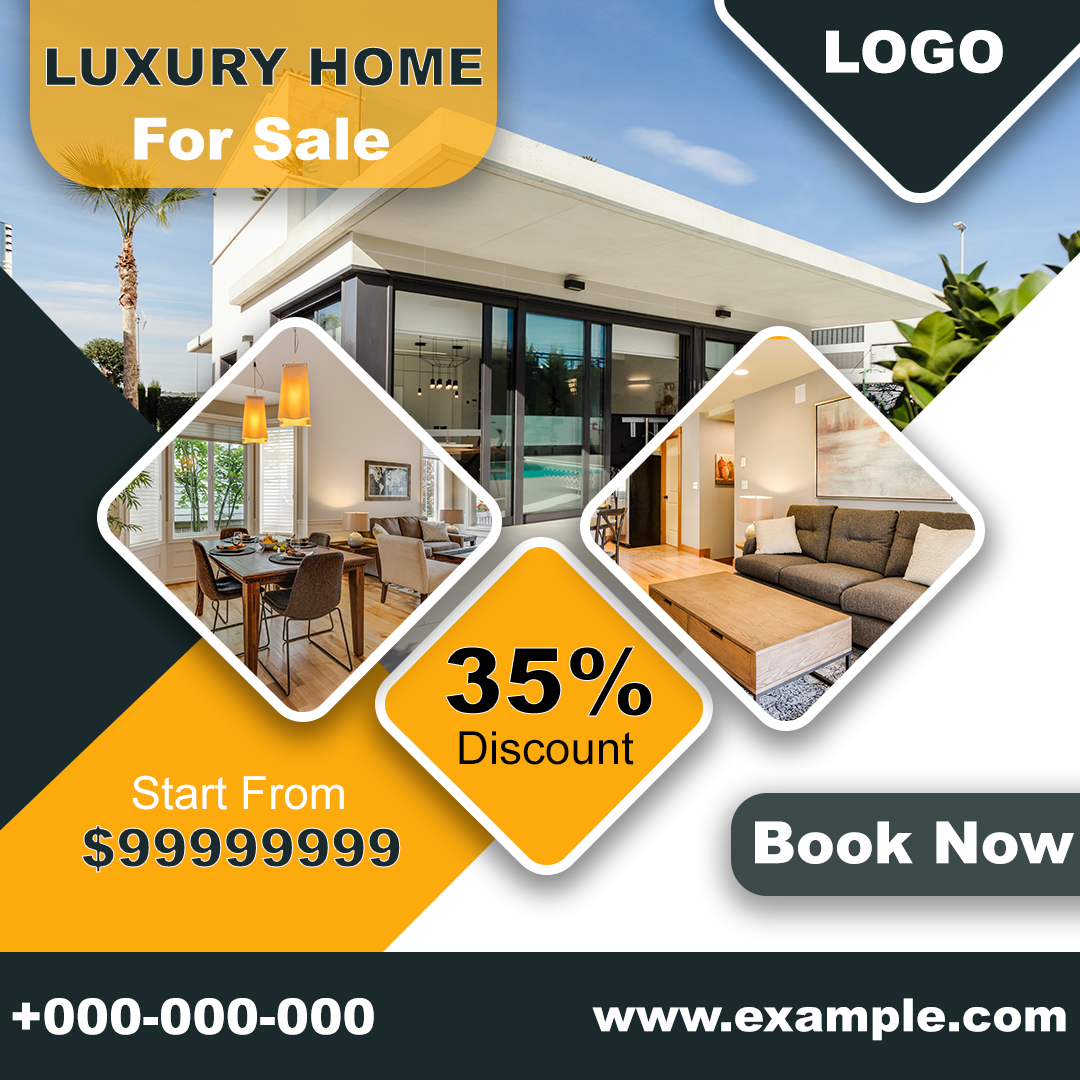 LUXURY HOME
For Sale
LOGO
35%
Discount
Start From
$99999999
Book Now
+000-000-000
www.example.com